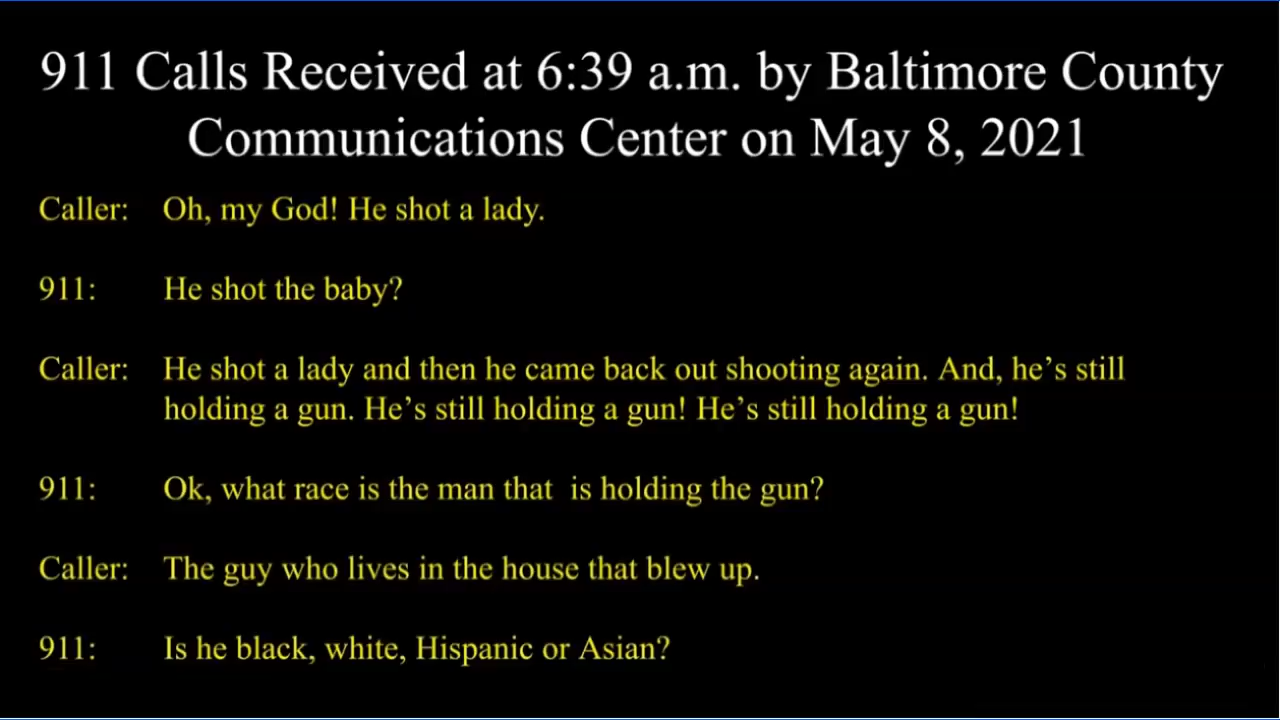 911 Calls Received at 6:39 a.m. by Baltimore County
Communications Center on May 8, 2021
Caller: Oh, my God! He shot a lady.
911: He shot the baby?
Caller: He shot a lady and then he came back out shooting again. And, he’s still
holding a gun. He’s still holding a gun! He’s still holding a gun!
911: Ok, what race is the man that  is holding the gun?
Caller: The guy who lives in the house that blew up.
911: Is he black, white, Hispanic or Asian?